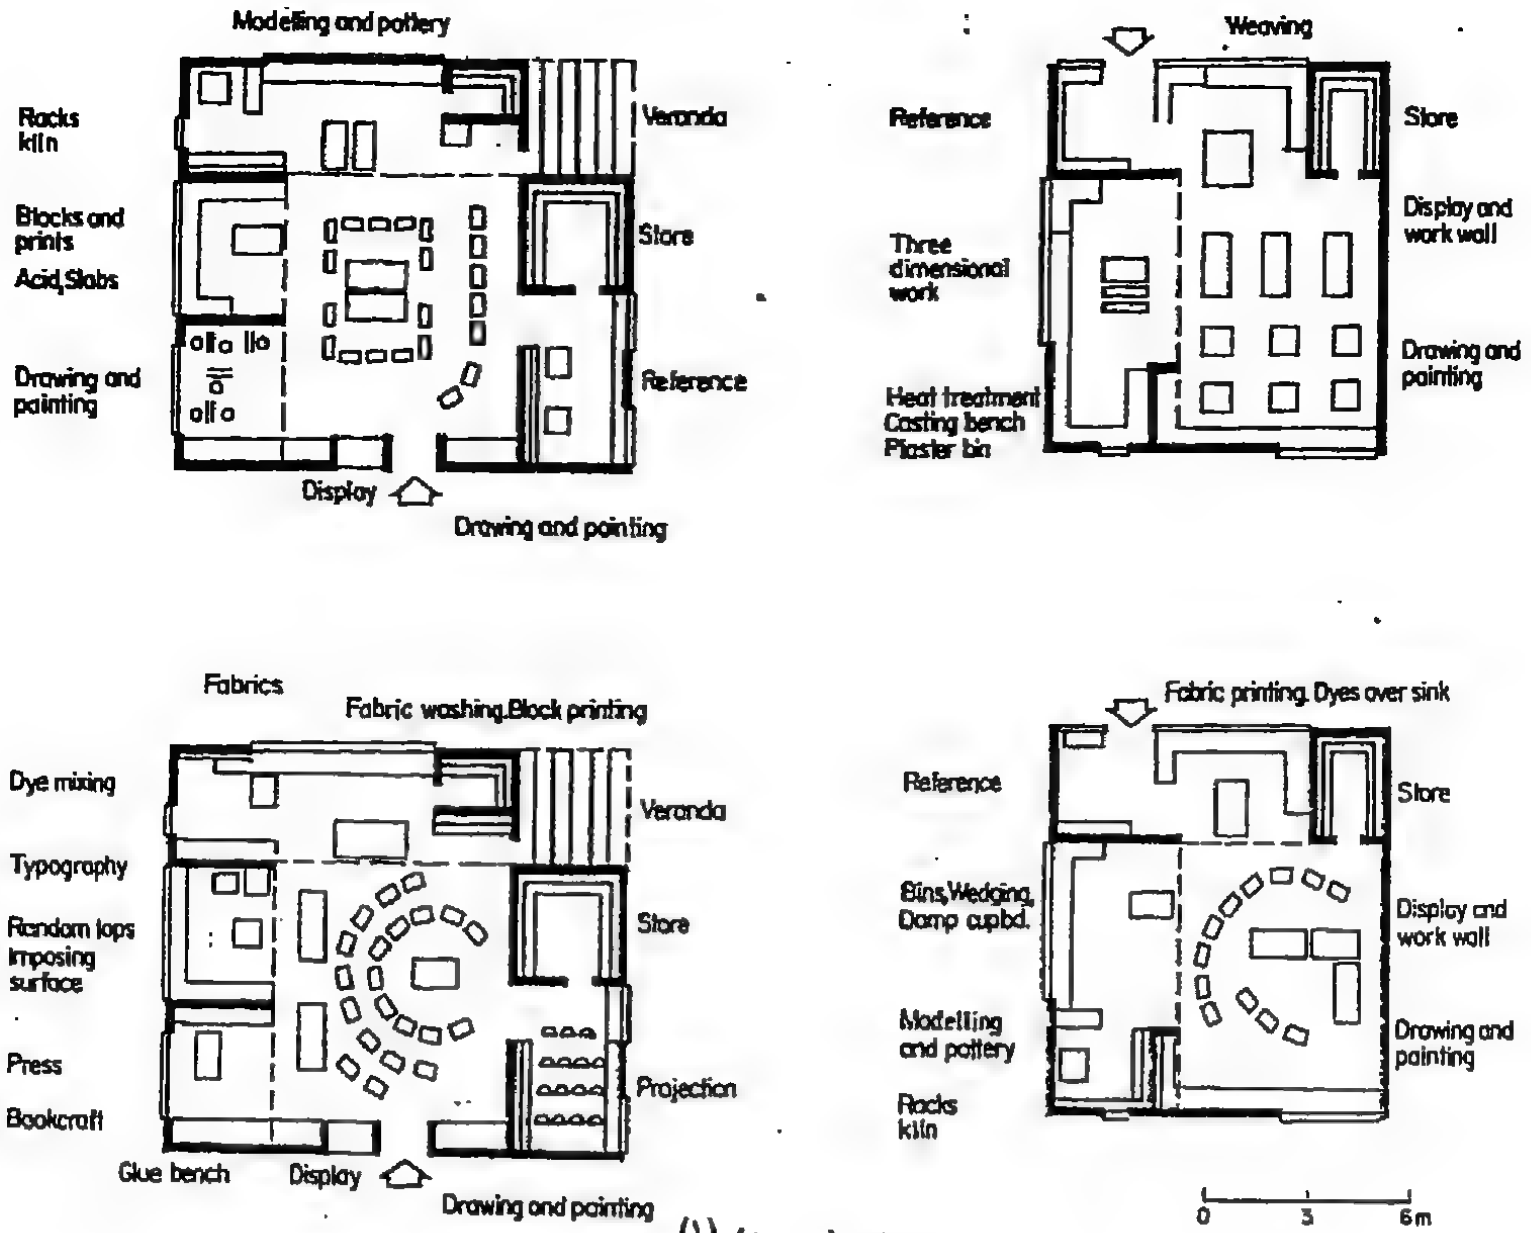 Modelling and pottery
Racks
kiln
Veranda
Blocks and
prints
Store
Acid, Slabs
Drawing and
painting
Reference
Display
Drawing and painting
Weaving
Reference
Store
Three
dimensional
work
Display and
work wall
Drawing and
painting
Heat treatment
Casting bench
Plaster bin
Fabrics
Fabric washing. Block printing
Dye mixing
Veranda
Typography
Random tops
Imposing
surface
Store
Press
Projection
Bookcraft
Glue bench
Display
Drawing and painting
Fabric printing. Dyes over sink
Reference
Store
Bins, Wedging,
Damp cupbd.
Display and
work wall
Modelling
and pottery
Drawing and
painting
Racks
kiln
0 3 6m